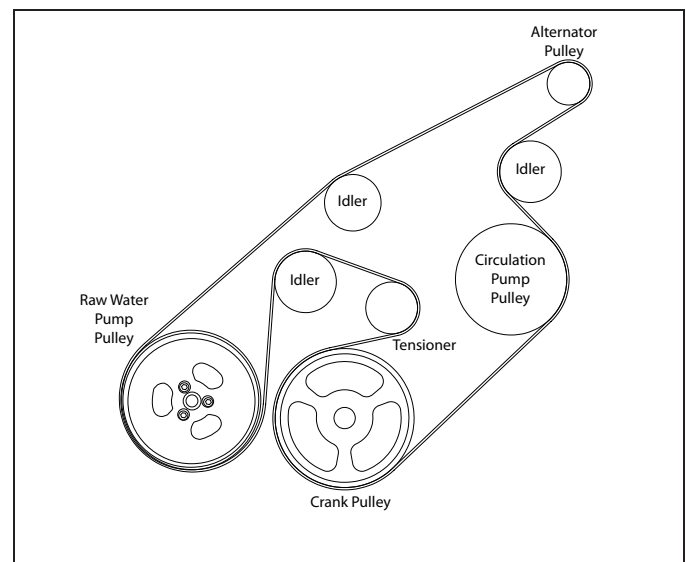 Alternator
Pulley
Idler
Idler
Circulation
Pump
Pulley
Idler
Raw Water
Pump
Pulley
Tensioner
Crank Pulley